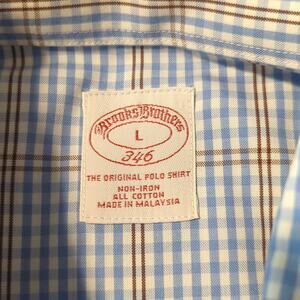 Brooks Brothers
L
346
THE ORIGINAL POLO SHIRT
NON-IRON
ALL COTTON
MADE IN MALAYSIA